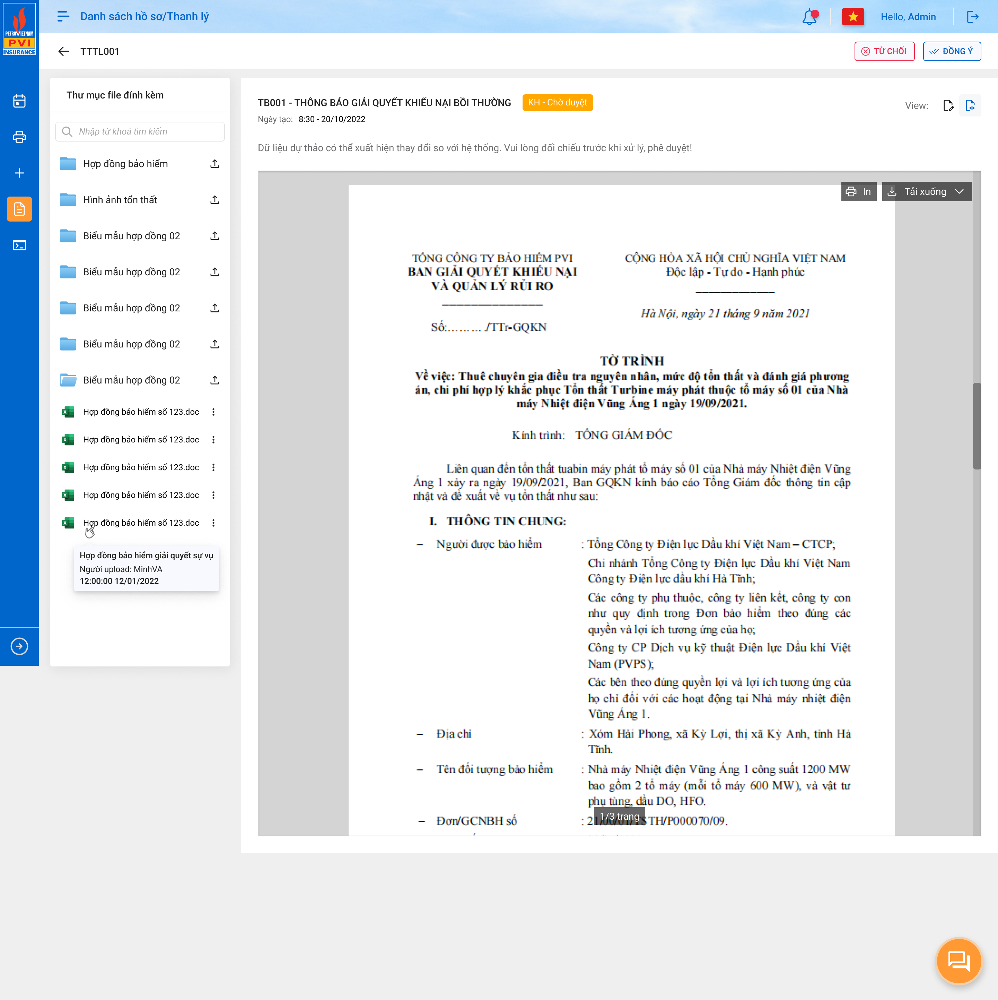 PETROVIETNAM
PVI
INSURANCE
Danh sách hồ sơ/Thanh lý
Hello, Admin
TTTL001
TỪ CHỐI
ĐỒNG Ý
Thư mục file đính kèm
Nhập từ khoá tìm kiếm
Hợp đồng bảo hiểm
Hình ảnh tổn thất
Biểu mẫu hợp đồng 02
Biểu mẫu hợp đồng 02
Biểu mẫu hợp đồng 02
Biểu mẫu hợp đồng 02
Biểu mẫu hợp đồng 02
Hợp đồng bảo hiểm số 123.doc
Hợp đồng bảo hiểm số 123.doc
Hợp đồng bảo hiểm số 123.doc
Hợp đồng bảo hiểm số 123.doc
Hợp đồng bảo hiểm số 123.doc
Hợp đồng bảo hiểm giải quyết sự vụ
Người upload: MinhVA
12:00:00 12/01/2022
TB001 - THÔNG BÁO GIẢI QUYẾT KHIẾU NẠI BỒI THƯỜNG
KH - Chờ duyệt
View:
Ngày tạo: 8:30 - 20/10/2022
Dữ liệu dự thảo có thể xuất hiện thay đổi so với hệ thống. Vui lòng đối chiếu trước khi xử lý, phê duyệt!
In
Tải xuống
TỔNG CÔNG TY BẢO HIỂM PVI
BAN GIẢI QUYẾT KHIẾU NẠI
VÀ QUẢN LÝ RỦI RO
Số:……… ./TTr-GQKN
CỘNG HÒA XÃ HỘI CHỦ NGHĨA VIỆT NAM
Độc lập - Tự do - Hạnh phúc
Hà Nội, ngày 21 tháng 9 năm 2021
TỜ TRÌNH
Về việc: Thuê chuyên gia điều tra nguyên nhân, mức độ tổn thất và đánh giá phương
án, chi phí hợp lý khắc phục Tổn thất Turbine máy phát thuộc tổ máy số 01 của Nhà
máy Nhiệt điện Vũng Áng 1 ngày 19/09/2021.
Kính trình: TỔNG GIÁM ĐỐC
Liên quan đến tổn thất tuabin máy phát tổ máy số 01 của Nhà máy Nhiệt điện Vũng
Áng 1 xảy ra ngày 19/09/2021, Ban GQKN kính báo cáo Tổng Giám đốc thông tin cập
nhật và đề xuất về vụ tổn thất như sau:
I. THÔNG TIN CHUNG:
– Người được bảo hiểm : Tổng Công ty Điện lực Dầu khí Việt Nam – CTCP;
Chi nhánh Tổng Công ty Điện lực Dầu khí Việt Nam
Công ty Điện lực dầu khí Hà Tĩnh;
Các công ty phụ thuộc, công ty liên kết, công ty con
như quy định trong Đơn bảo hiểm theo đúng các
quyền và lợi ích tương ứng của họ;
Công ty CP Dịch vụ kỹ thuật Điện lực Dầu khí Việt
Nam (PVPS);
Các bên theo đúng quyền lợi và lợi ích tương ứng của
họ chỉ đối với các hoạt động tại Nhà máy nhiệt điện
Vũng Áng 1.
– Địa chỉ : Xóm Hải Phong, xã Kỳ Lợi, thị xã Kỳ Anh, tỉnh Hà
Tĩnh.
– Tên đối tượng bảo hiểm : Nhà máy Nhiệt điện Vũng Áng 1 công suất 1200 MW
bao gồm 2 tổ máy (mỗi tổ máy 600 MW), và vật tư
phụ tùng, dầu DO, HFO.
– Đơn/GCNBH số : 21/00/01/TSTH/P000070/09.
1/3 trang